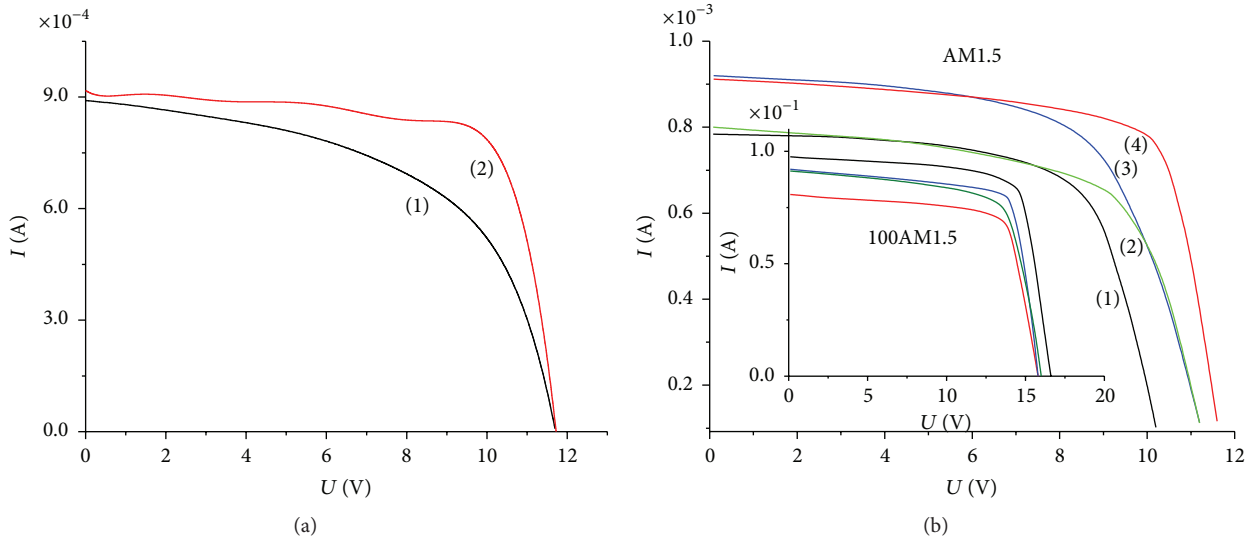 ×10⁻⁴
9.0
6.0
3.0
0.0
I (A)
(2)
(1)
0 2 4 6 8 10 12
U (V)
(a)
×10⁻³
1.0
0.8
0.6
0.4
0.2
I (A)
AM1.5
(4)
(3)
(2)
(1)
×10⁻¹
1.0
0.5
0.0
I (A)
100AM1.5
0 5 10 15 20
U (V)
0 2 4 6 8 10 12
U (V)
(b)